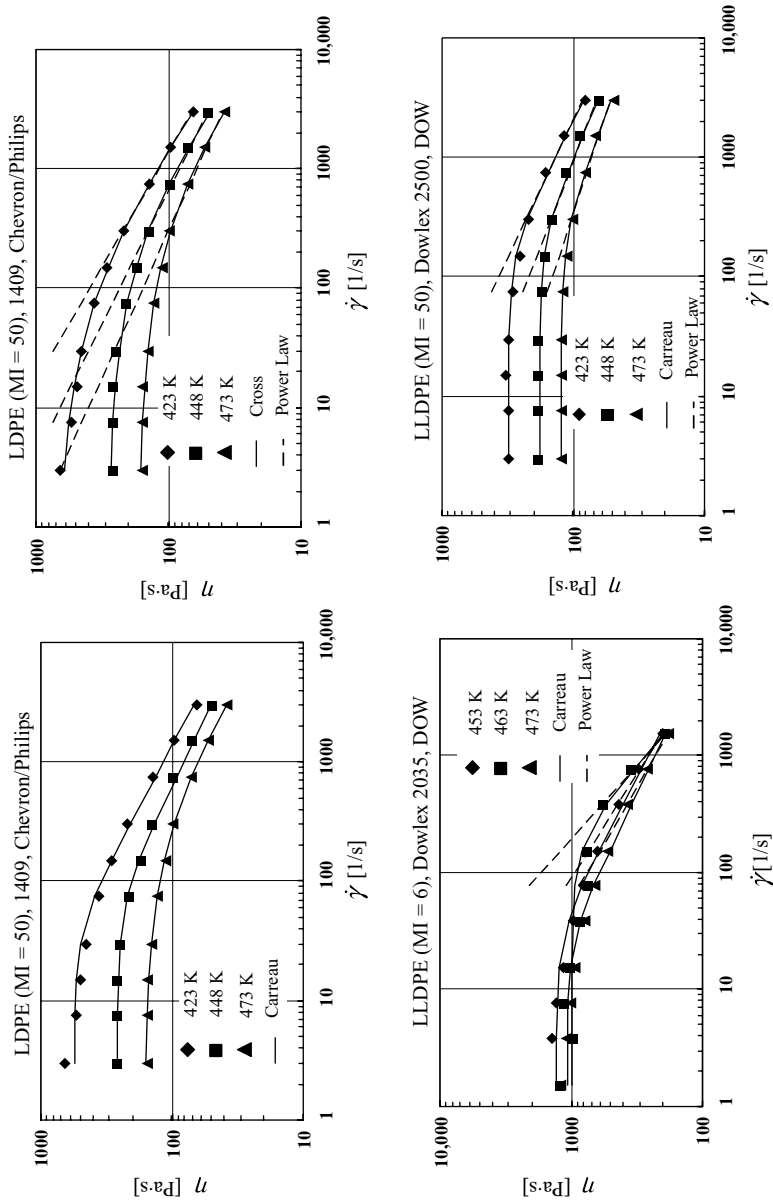 LDPE (MI = 50), 1409, Chevron/Philips
1000
100
10
η [Pa·s]
423 K
448 K
473 K
Carreau
1
10
100
1000
10,000
γ̇ [1/s]
LDPE (MI = 50), 1409, Chevron/Philips
1000
100
10
η [Pa·s]
423 K
448 K
473 K
Cross
Power Law
1
10
100
1000
10,000
γ̇ [1/s]
LLDPE (MI = 6), Dowlex 2035, DOW
10,000
1000
100
η [Pa·s]
453 K
463 K
473 K
Carreau
Power Law
1
10
100
1000
10,000
γ̇ [1/s]
LLDPE (MI = 50), Dowlex 2500, DOW
1000
100
10
η [Pa·s]
423 K
448 K
473 K
Carreau
Power Law
1
10
100
1000
10,000
γ̇ [1/s]